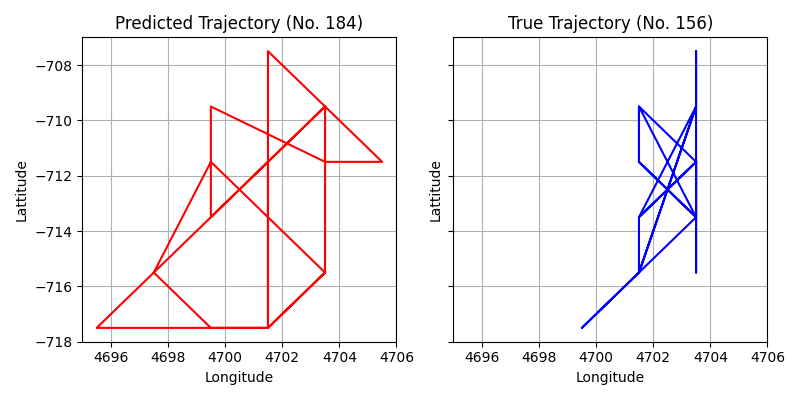 Predicted Trajectory (No. 184)
True Trajectory (No. 156)
−708
−710
−712
−714
−716
−718
Lattitude
Lattitude
4696 4698 4700 4702 4704 4706
4696 4698 4700 4702 4704 4706
Longitude
Longitude